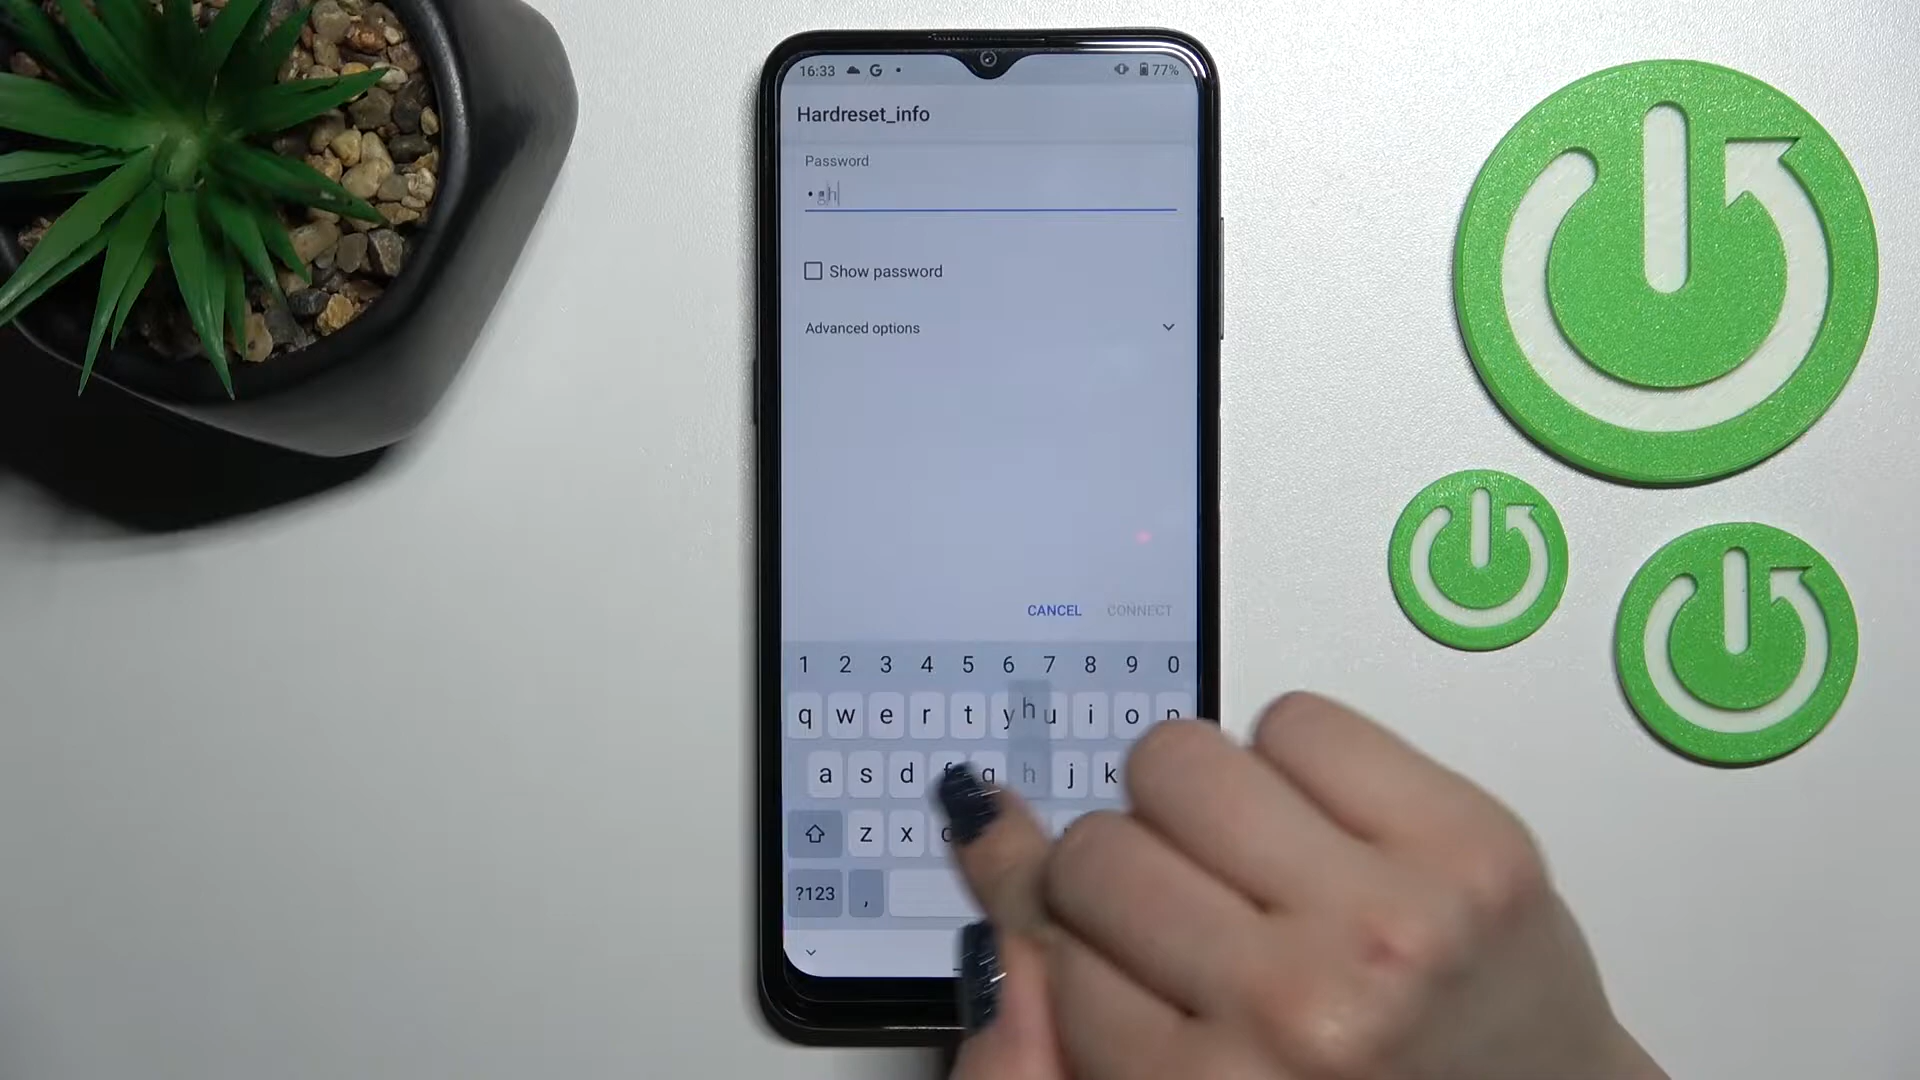 16:33 G 77%
Hardreset_info
Password
•gh
Show password
Advanced options
CANCEL CONNECT
1 2 3 4 5 6 7 8 9 0
q w e r t y h u i o p
a s d f g h j k
z x c
?123 ,